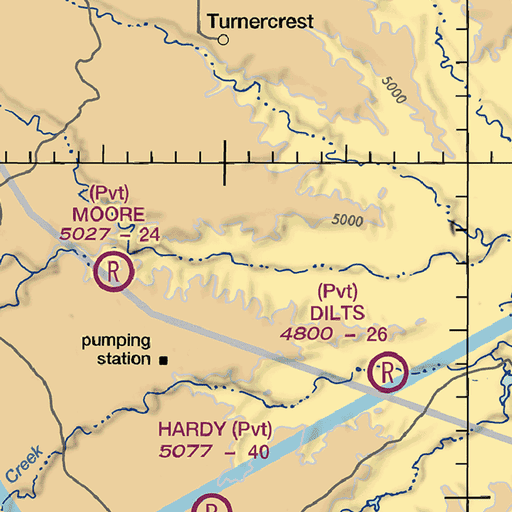 Turnercrest
5000
(Pvt)
MOORE
5027 - 24
R
5000
(Pvt)
DILTS
4800 - 26
R
pumping
station
HARDY (Pvt)
5077 - 40
R
Creek